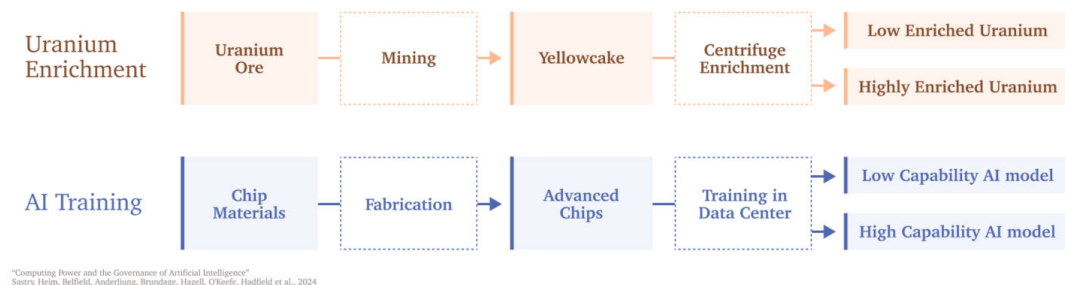 Uranium
Enrichment
Uranium
Ore
Mining
Yellowcake
Centrifuge
Enrichment
Low Enriched Uranium
Highly Enriched Uranium
AI Training
Chip
Materials
Fabrication
Advanced
Chips
Training in
Data Center
Low Capability AI model
High Capability AI model
"Computing Power and the Governance of Artificial Intelligence"
Sastry, Heim, Belfield, Anderljung, Brundage, Hazell, O'Keefe, Hadfield et al., 2024